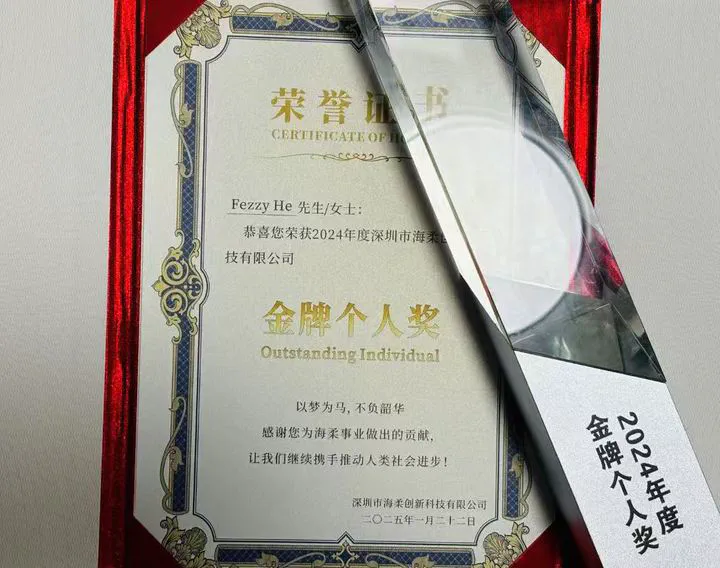 荣誉证书
CERTIFICATE OF
Fezzy He 先生/女士：
恭喜您荣获2024年度深圳市海柔创
技有限公司
金牌个人奖
Outstanding Individual
以梦为马，不负韶华
感谢您为海柔事业做出的贡献，
让我们继续携手推动人类社会进步！
深圳市海柔创新科技有限公司
二〇二五年一月二十二日
2024年度
金牌个人奖